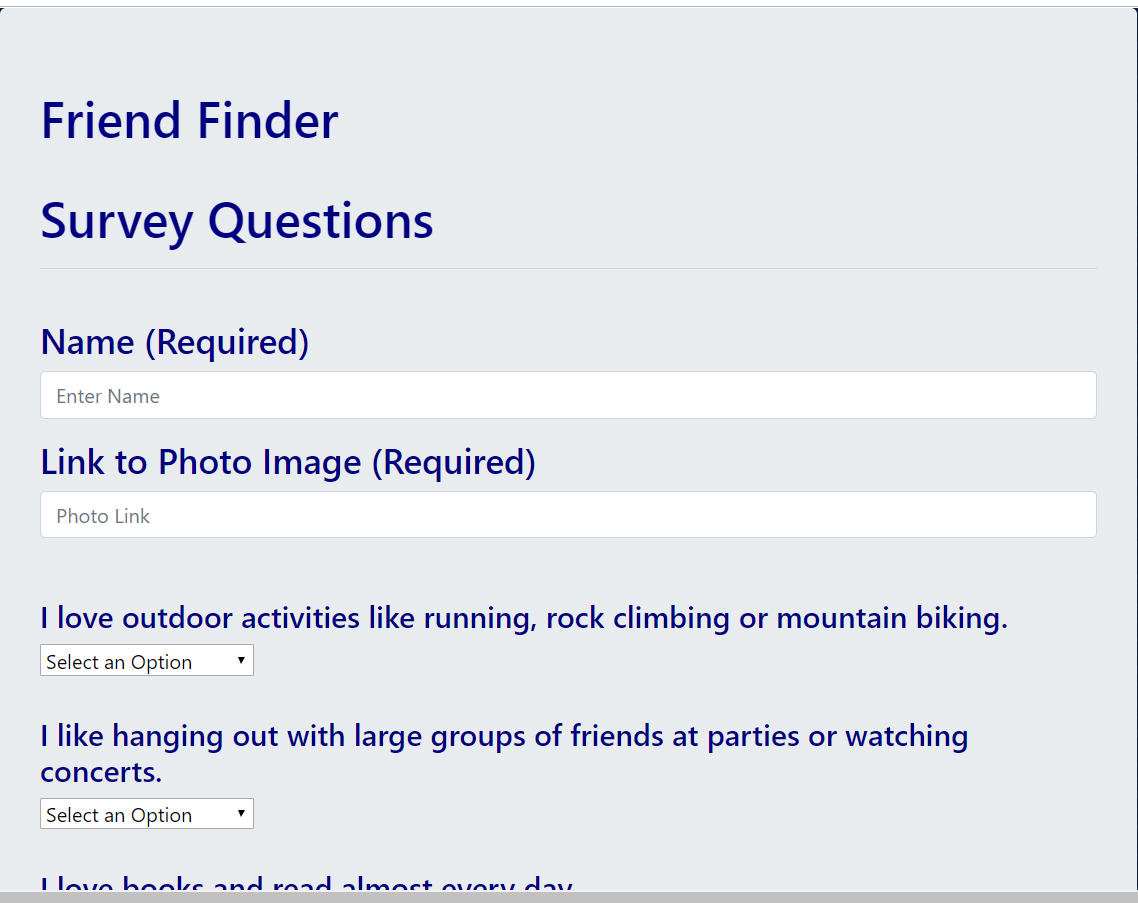 Friend Finder
Survey Questions
Name (Required)
Enter Name
Link to Photo Image (Required)
Photo Link
I love outdoor activities like running, rock climbing or mountain biking.
Select an Option
I like hanging out with large groups of friends at parties or watching
concerts.
Select an Option
I love books and read almost every day